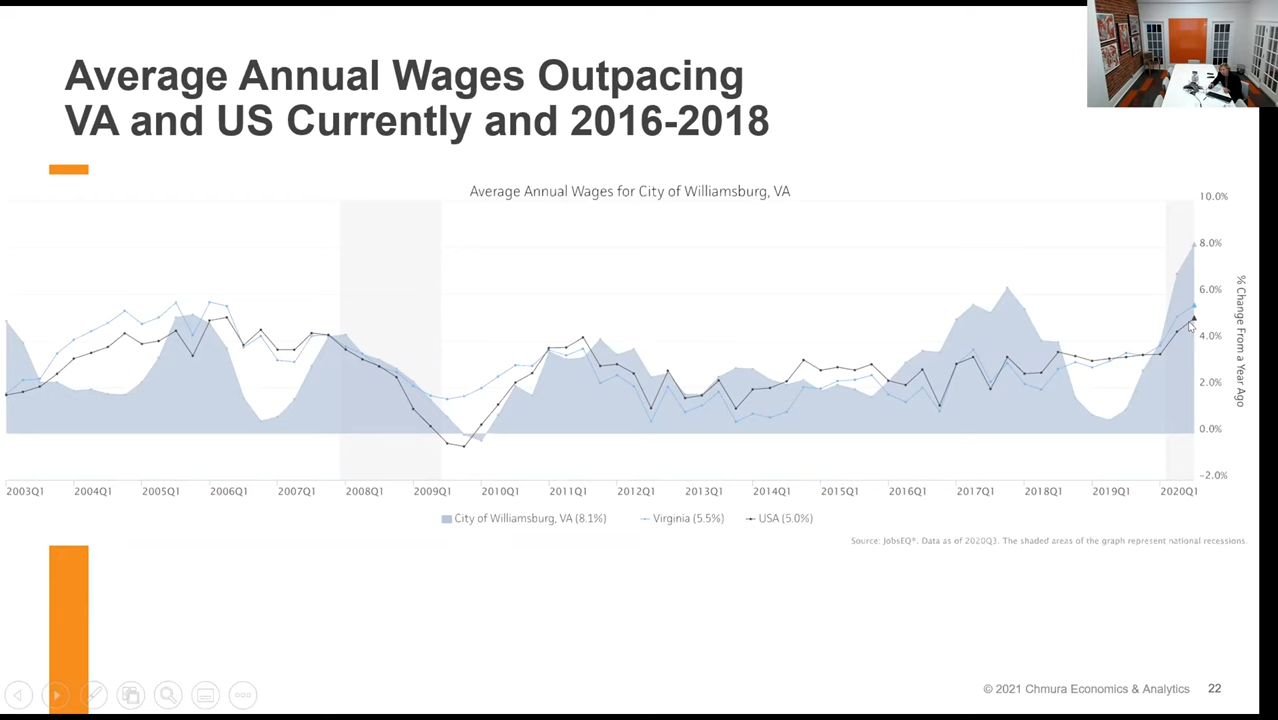 Average Annual Wages Outpacing
VA and US Currently and 2016-2018
Average Annual Wages for City of Williamsburg, VA
10.0%
8.0%
6.0%
4.0%
2.0%
0.0%
-2.0%
% Change From a Year Ago
2003Q1 2004Q1 2005Q1 2006Q1 2007Q1 2008Q1 2009Q1 2010Q1 2011Q1 2012Q1 2013Q1 2014Q1 2015Q1 2016Q1 2017Q1 2018Q1 2019Q1 2020Q1
City of Williamsburg, VA (8.1%) Virginia (5.5%) USA (5.0%)
Source: JobsEQ®. Data as of 2020Q3. The shaded areas of the graph represent national recessions.
© 2021 Chmura Economics & Analytics 22